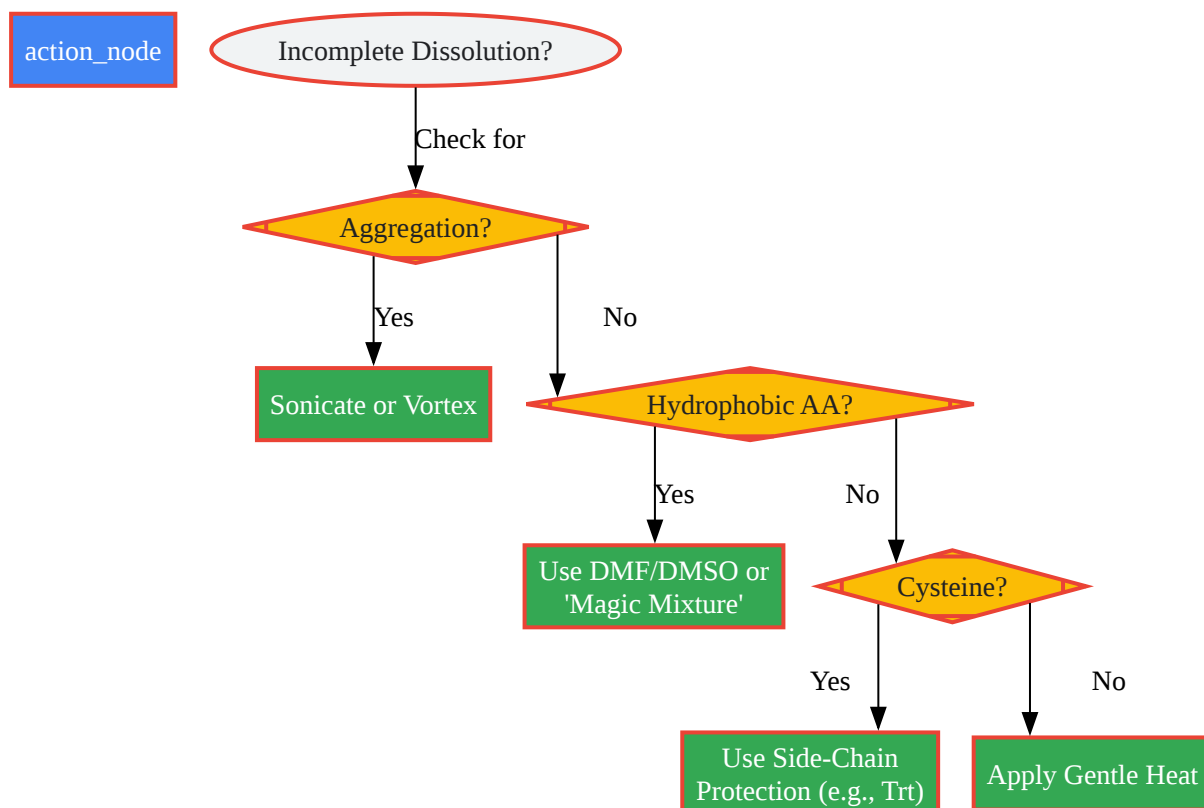 action_node
Incomplete Dissolution?
Check for
Aggregation?
Yes
No
Sonicate or Vortex
Hydrophobic AA?
Yes
No
Use DMF/DMSO or
'Magic Mixture'
Cysteine?
Yes
No
Use Side-Chain
Protection (e.g., Trt)
Apply Gentle Heat